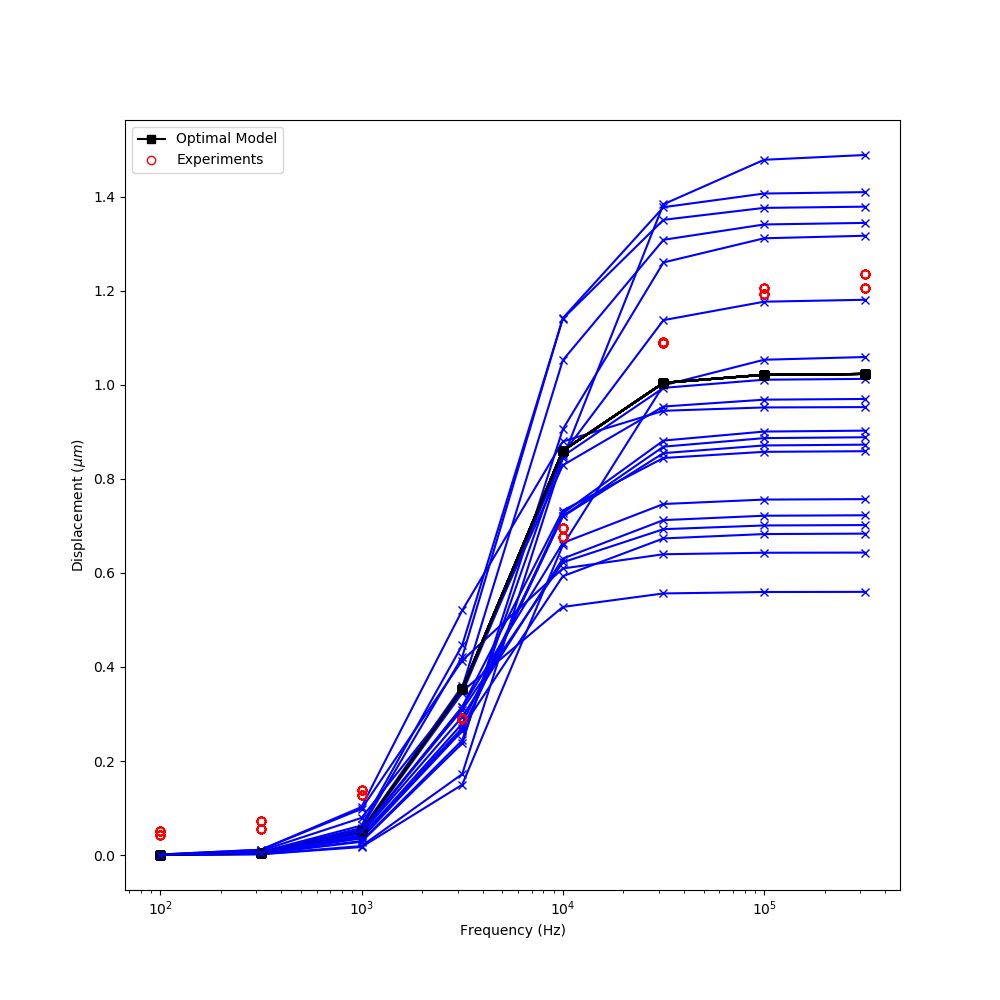 Optimal Model
Experiments
1.4
1.2
1.0
0.8
0.6
0.4
0.2
0.0
Displacement (μm)
10² 10³ 10⁴ 10⁵
Frequency (Hz)